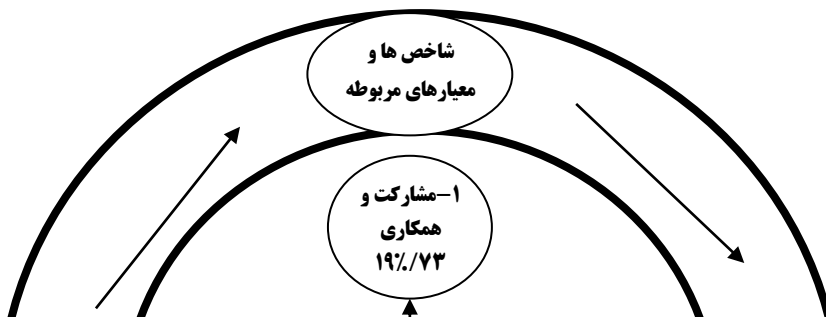 شاخص ها و
معیارهای مربوطه
۱-مشارکت و
همکاری
۱۹٪/۷۳